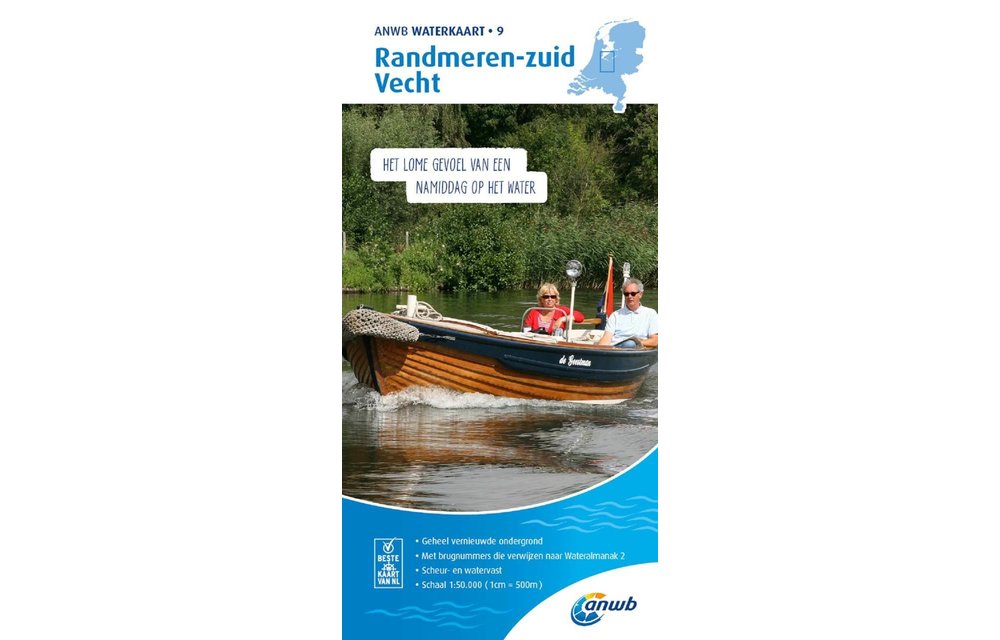 ANWB WATERKAART • 9
Randmeren-zuid
Vecht
HET LOME GEVOEL VAN EEN
NAMIDDAG OP HET WATER
de Geestman
• Geheel vernieuwde ondergrond
• Met brugnummers die verwijzen naar Wateralmanak 2
• Scheur- en watervast
• Schaal 1:50.000 (1cm = 500m)
BESTE
KAART
VAN NL
anwb